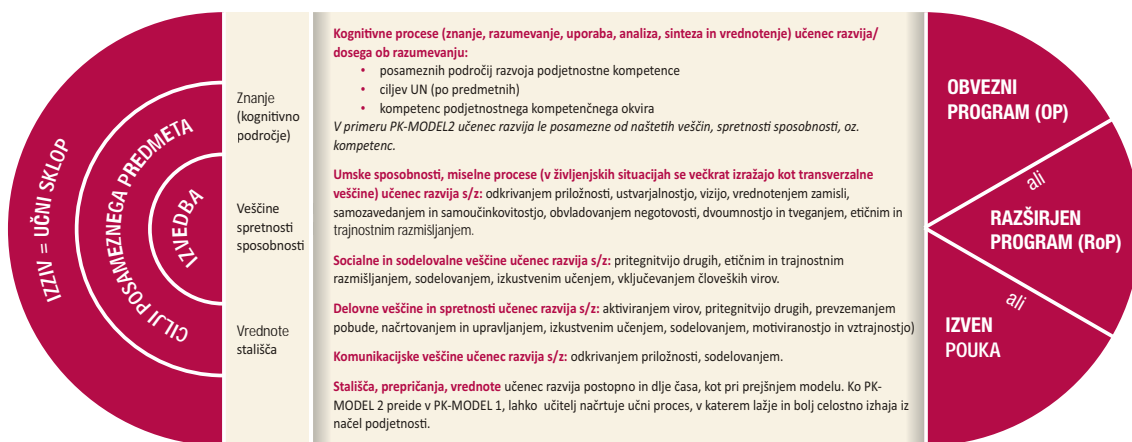 IZZIV = UČNI SKLOP
CILJI POSAMEZNEGA PREDMETA
IZVEDBA
Znanje
(kognitivno
področje)
Veščine
spretnosti
sposobnosti
Vrednote
stališča
Kognitivne procese (znanje, razumevanje, uporaba, analiza, sinteza in vrednotenje) učenec razvija/
dosega ob razumevanju:
• posameznih področij razvoja podjetnostne kompetence
• ciljev UN (po predmetnih)
• kompetenc podjetnostnega kompetenčnega okvira
V primeru PK-MODEL2 učenec razvija le posamezne od naštetih veščin, spretnosti sposobnosti, oz.
kompetenc.
Umske sposobnosti, miselne procese (v življenjskih situacijah se večkrat izražajo kot transverzalne
veščine) učenec razvija s/z: odkrivanjem priložnosti, ustvarjalnostjo, vizijo, vrednotenjem zamisli,
samozavedanjem in samoučinkovitostjo, obvladovanjem negotovosti, dvoumnostjo in tveganjem, etičnim in
trajnostnim razmišljanjem.
Socialne in sodelovalne veščine učenec razvija s/z: pritegnitvijo drugih, etičnim in trajnostnim
razmišljanjem, sodelovanjem, izkustvenim učenjem, vključevanjem človeških virov.
Delovne veščine in spretnosti učenec razvija s/z: aktiviranjem virov, pritegnitvijo drugih, prevzemanjem
pobude, načrtovanjem in upravljanjem, izkustvenim učenjem, sodelovanjem, motiviranostjo in vztrajnostjo)
Komunikacijske veščine učenec razvija s/z: odkrivanjem priložnosti, sodelovanjem.
Stališča, prepričanja, vrednote učenec razvija postopno in dlje časa, kot pri prejšnjem modelu. Ko PK-
MODEL 2 preide v PK-MODEL 1, lahko učitelj načrtuje učni proces, v katerem lažje in bolj celostno izhaja iz
načel podjetnosti.
OBVEZNI
PROGRAM (OP)
ali
RAZŠIRJEN
PROGRAM (RoP)
ali
IZVEN
POUKA